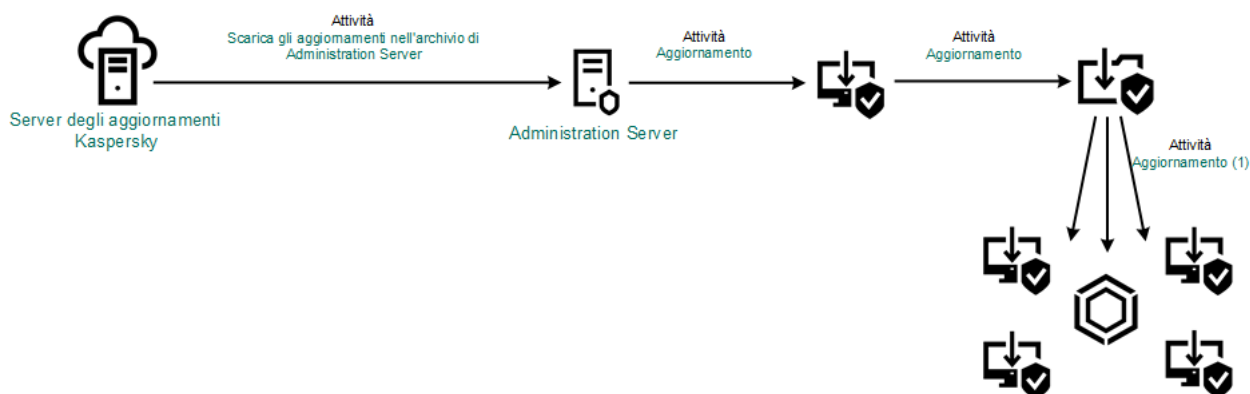 Attività
Scarica gli aggiornamenti nell'archivio di
Administration Server
Attività
Aggiornamento
Attività
Aggiornamento
Server degli aggiornamenti
Kaspersky
Administration Server
Attività
Aggiornamento (1)